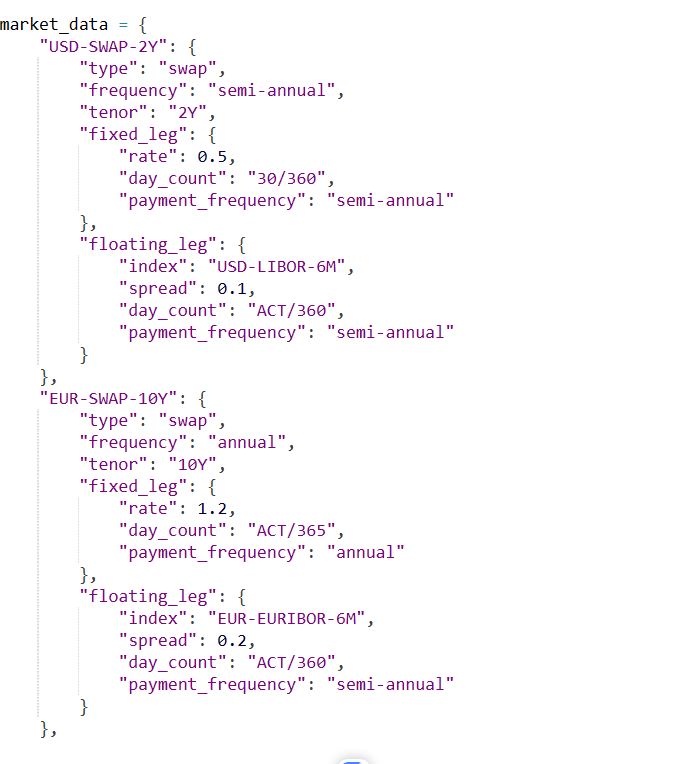 market_data = {
    "USD-SWAP-2Y": {
        "type": "swap",
        "frequency": "semi-annual",
        "tenor": "2Y",
        "fixed_leg": {
            "rate": 0.5,
            "day_count": "30/360",
            "payment_frequency": "semi-annual"
        },
        "floating_leg": {
            "index": "USD-LIBOR-6M",
            "spread": 0.1,
            "day_count": "ACT/360",
            "payment_frequency": "semi-annual"
        }
    },
    "EUR-SWAP-10Y": {
        "type": "swap",
        "frequency": "annual",
        "tenor": "10Y",
        "fixed_leg": {
            "rate": 1.2,
            "day_count": "ACT/365",
            "payment_frequency": "annual"
        },
        "floating_leg": {
            "index": "EUR-EURIBOR-6M",
            "spread": 0.2,
            "day_count": "ACT/360",
            "payment_frequency": "semi-annual"
        }
    },